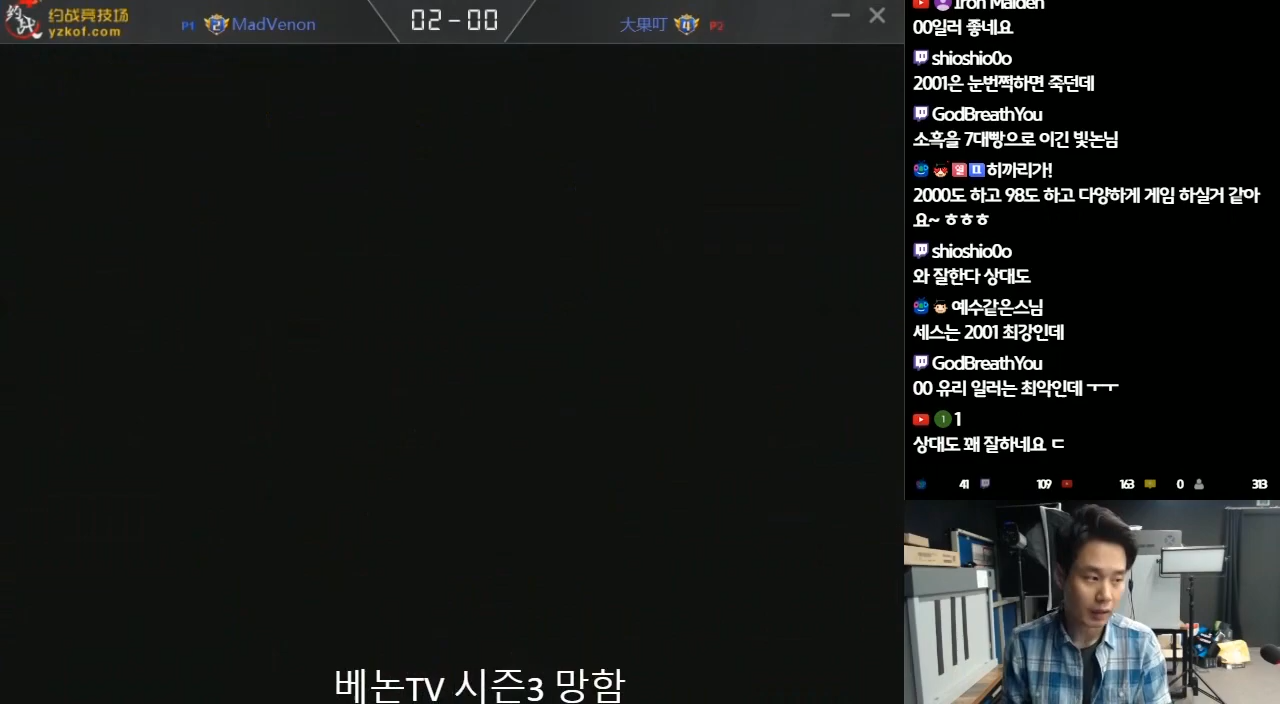 约战竞技场
yzkof.com
P1 2 MadVenon
02-00
大果叮 4 P2
Iron Maiden
00일러 좋네요
shioshio0o
2001은 눈번쩍하면 죽던데
GodBreathYou
소흑을 7대빵으로 이긴 빛논님
열 히까리가!
2000도 하고 98도 하고 다양하게 게임 하실거 같아
요~ ㅎㅎㅎ
shioshio0o
와 잘한다 상대도
예수같은스님
세스는 2001 최강인데
GodBreathYou
00 유리 일러는 최악인데 ㅜㅜ
1 1
상대도 꽤 잘하네요 ㄷ
41 109 163 0 313
베논TV 시즌3 망함